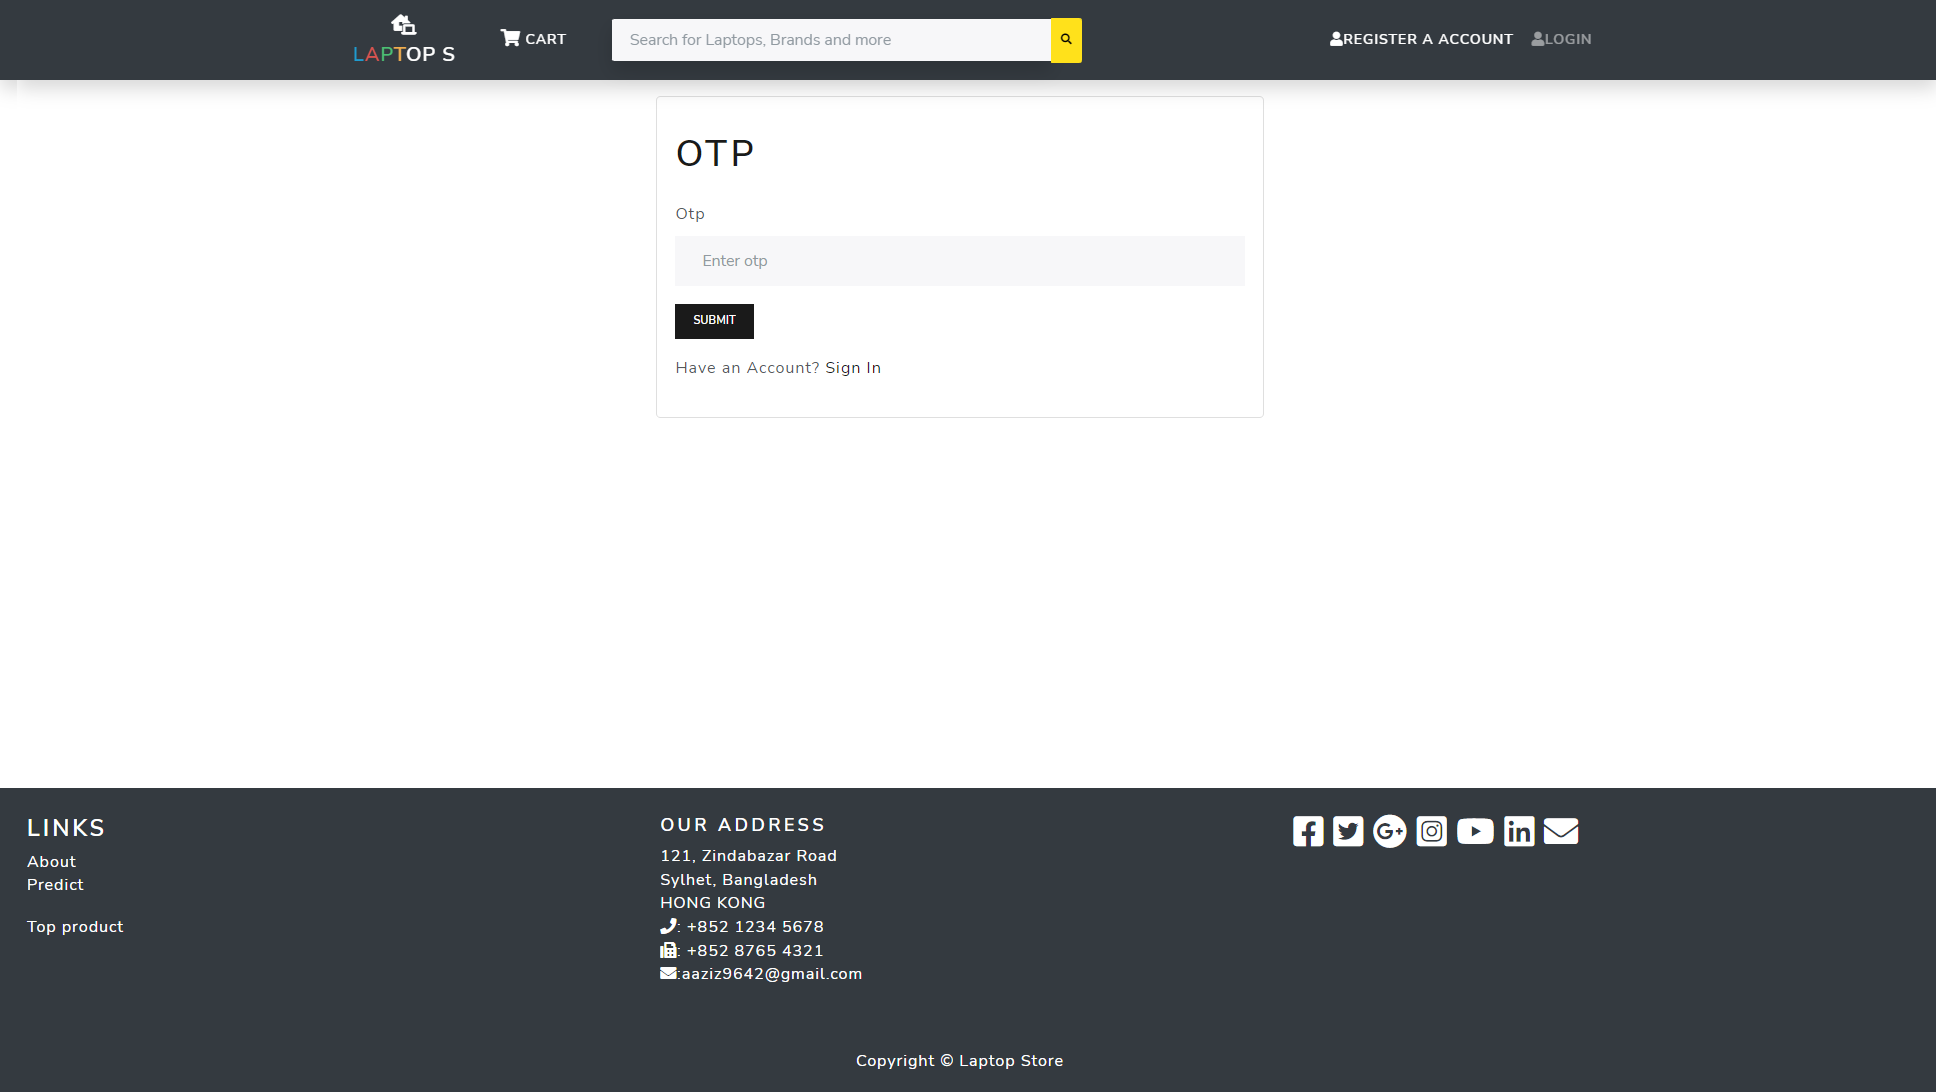 LAPTOP S
CART
Search for Laptops, Brands and more
REGISTER A ACCOUNT
LOGIN
OTP
Otp
Enter otp
SUBMIT
Have an Account? Sign In
LINKS
About
Predict
Top product
OUR ADDRESS
121, Zindabazar Road
Sylhet, Bangladesh
HONG KONG
: +852 1234 5678
: +852 8765 4321
:aaziz9642@gmail.com
Copyright © Laptop Store